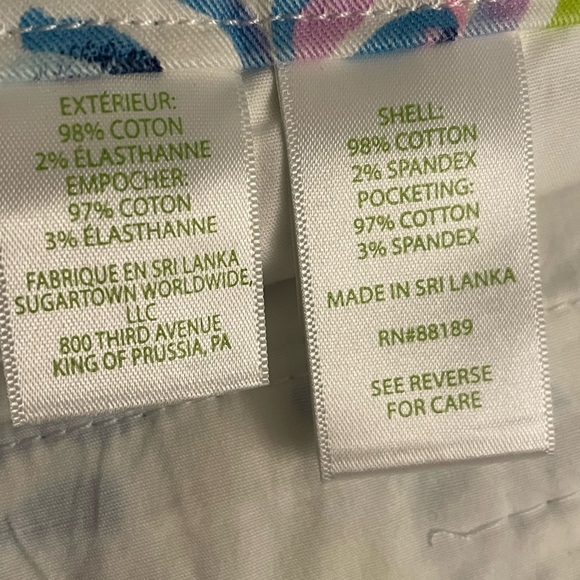 EXTÉRIEUR:
98% COTON
2% ÉLASTHANNE
EMPOCHER:
97% COTON
3% ÉLASTHANNE
FABRIQUE EN SRI LANKA
SUGARTOWN WORLDWIDE,
LLC
800 THIRD AVENUE
KING OF PRUSSIA, PA
SHELL:
98% COTTON
2% SPANDEX
POCKETING:
97% COTTON
3% SPANDEX
MADE IN SRI LANKA
RN#88189
SEE REVERSE
FOR CARE